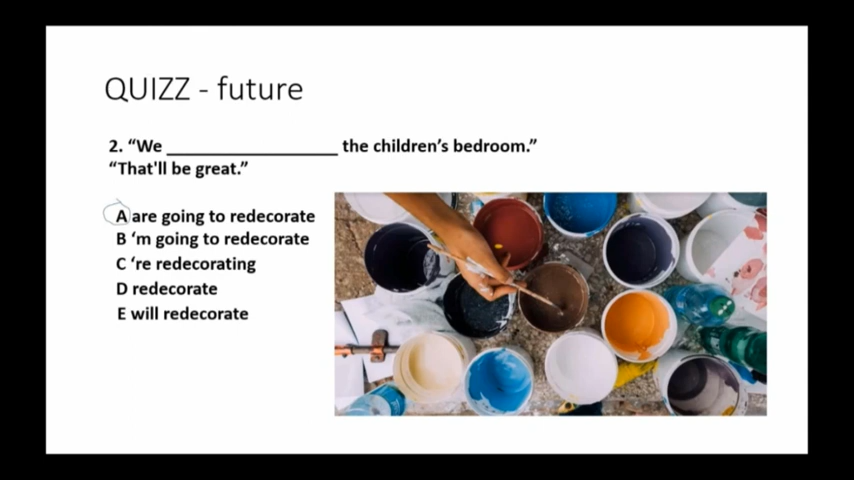 QUIZZ - future
2. “We _________________ the children’s bedroom.”
“That'll be great.”
A are going to redecorate
B ‘m going to redecorate
C ‘re redecorating
D redecorate
E will redecorate